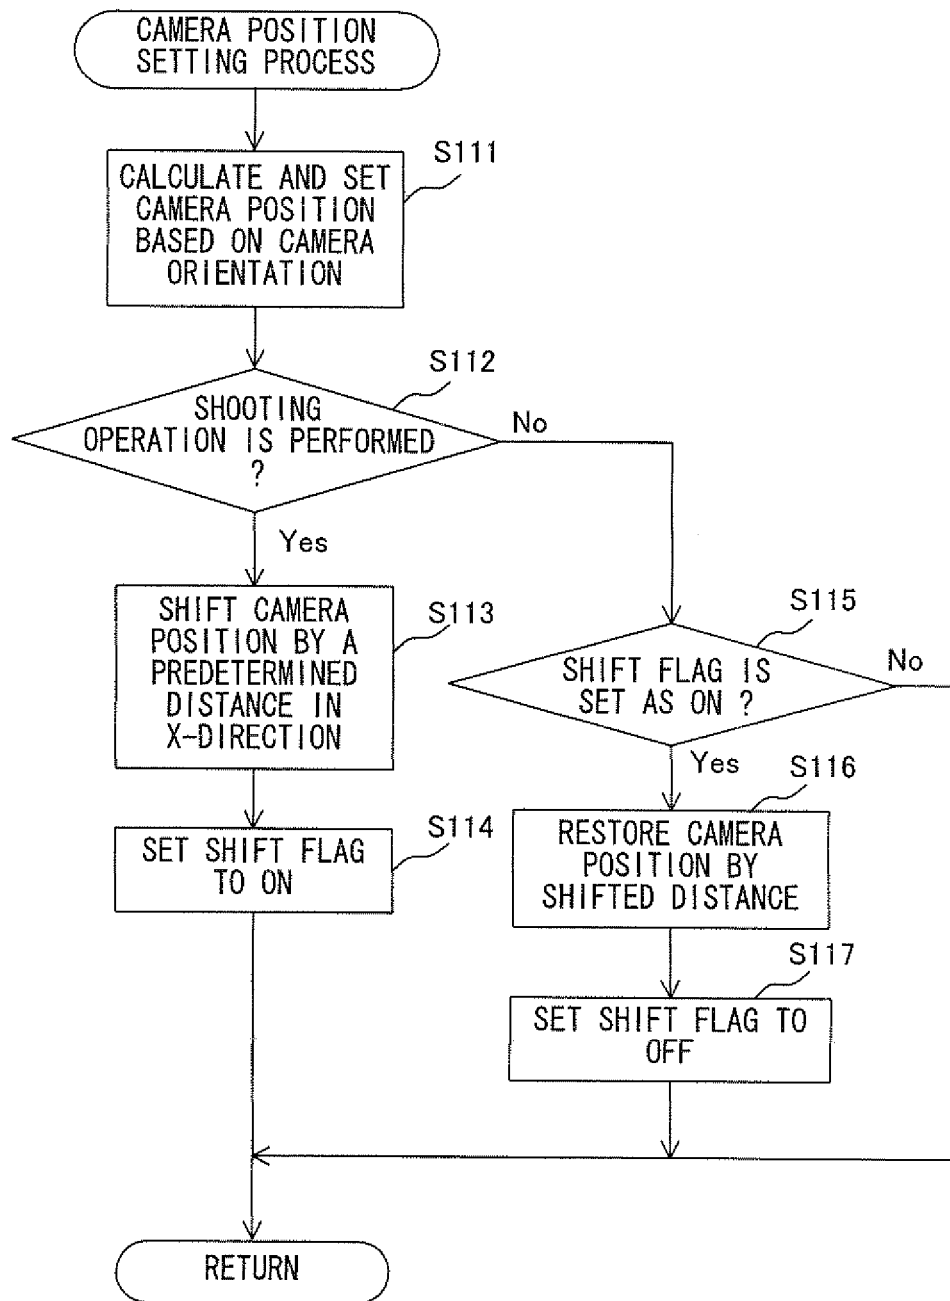 CAMERA POSITION
SETTING PROCESS
S111
CALCULATE AND SET
CAMERA POSITION
BASED ON CAMERA
ORIENTATION
S112
SHOOTING
OPERATION IS PERFORMED
?
No
Yes
S113
SHIFT CAMERA
POSITION BY A
PREDETERMINED
DISTANCE IN
X-DIRECTION
S114
SET SHIFT FLAG
TO ON
S115
SHIFT FLAG IS
SET AS ON ?
No
Yes
S116
RESTORE CAMERA
POSITION BY
SHIFTED DISTANCE
S117
SET SHIFT FLAG TO
OFF
RETURN